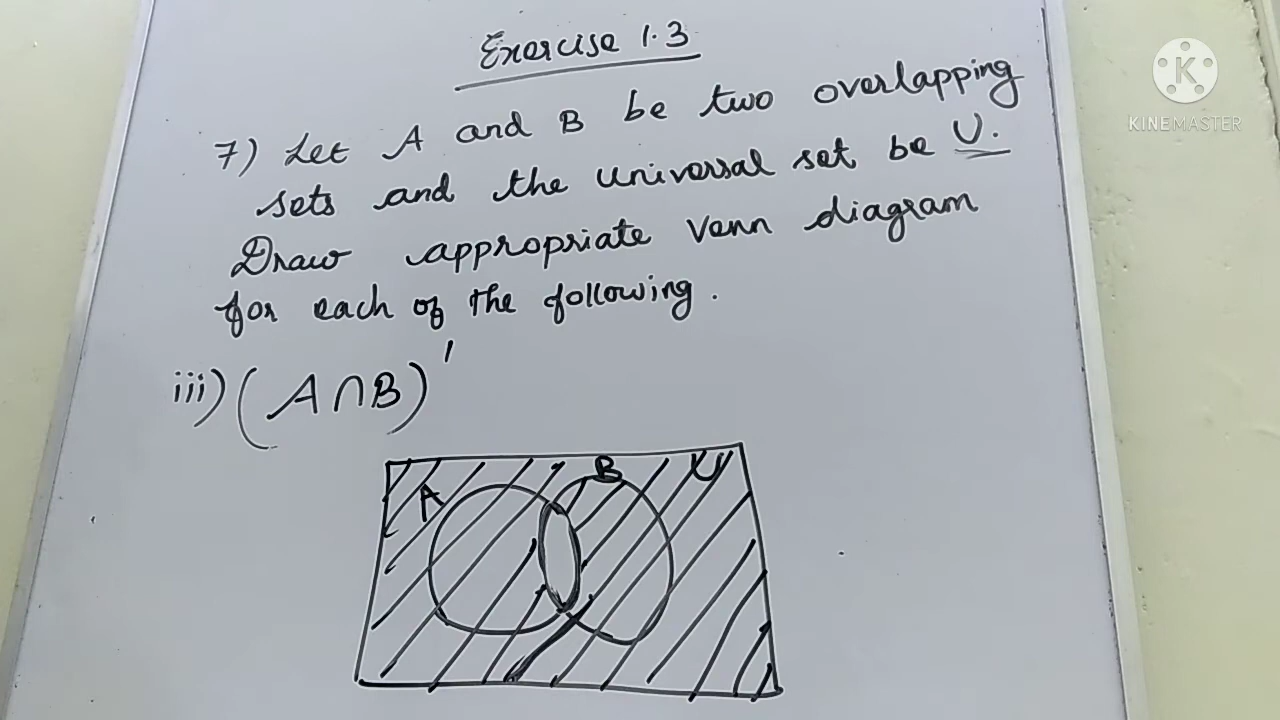 Exercise 1.3
7) Let A and B be two overlapping
sets and the universal set be U.
Draw appropriate Venn diagram
for each of the following.
iii) (A∩B)'
A B U
K
KINEMASTER